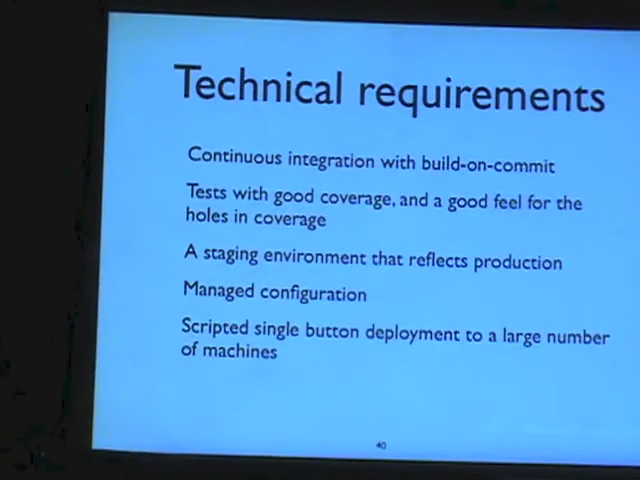 Technical requirements
Continuous integration with build-on-commit
Tests with good coverage, and a good feel for the
holes in coverage
A staging environment that reflects production
Managed configuration
Scripted single button deployment to a large number
of machines
40